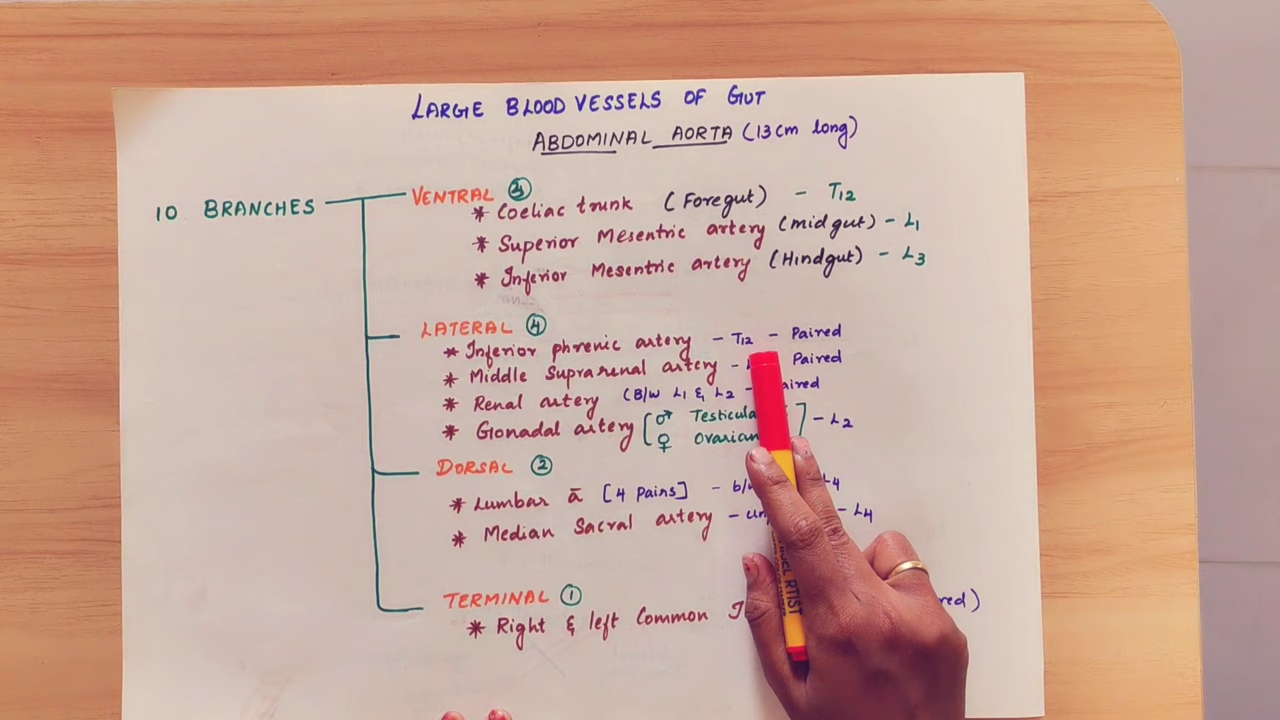 LARGE BLOOD VESSELS OF GUT
ABDOMINAL AORTA (13cm long)
10 BRANCHES
VENTRAL 3
* Coeliac trunk (Foregut) - T12
* Superior Mesentric artery (midgut) - L1
* Inferior Mesentric artery (Hindgut) - L3
LATERAL 4
* Inferior phrenic artery - T12 - Paired
* Middle Suprarenal artery - Paired
* Renal artery (B/w L1 & L2 -
* Gonadal artery [♂ Testicula ] - L2
♀ Ovarian
DORSAL 2
* Lumbar ā [4 Pairs] - L4
* Median Sacral artery - - L4
TERMINAL 1
* Right & left Common
ARTIST